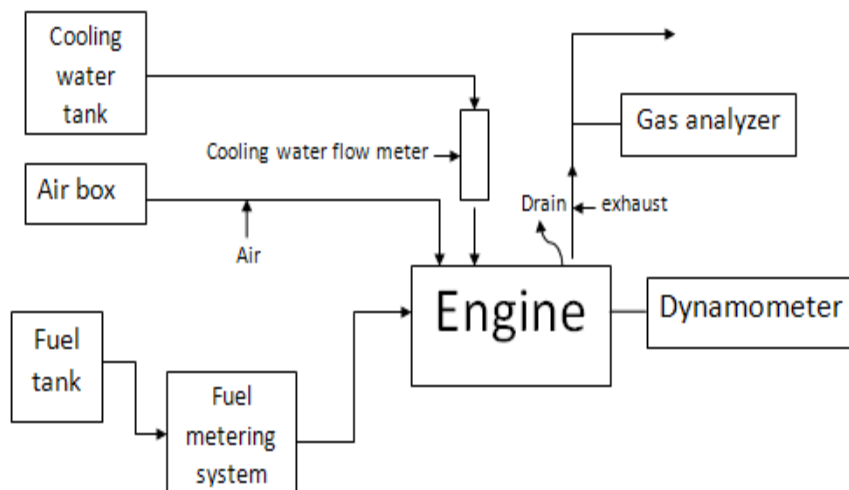 Cooling
water
tank
Gas analyzer
Cooling water flow meter
Air box
Drain
exhaust
Air
Engine
Dynamometer
Fuel
tank
Fuel
metering
system